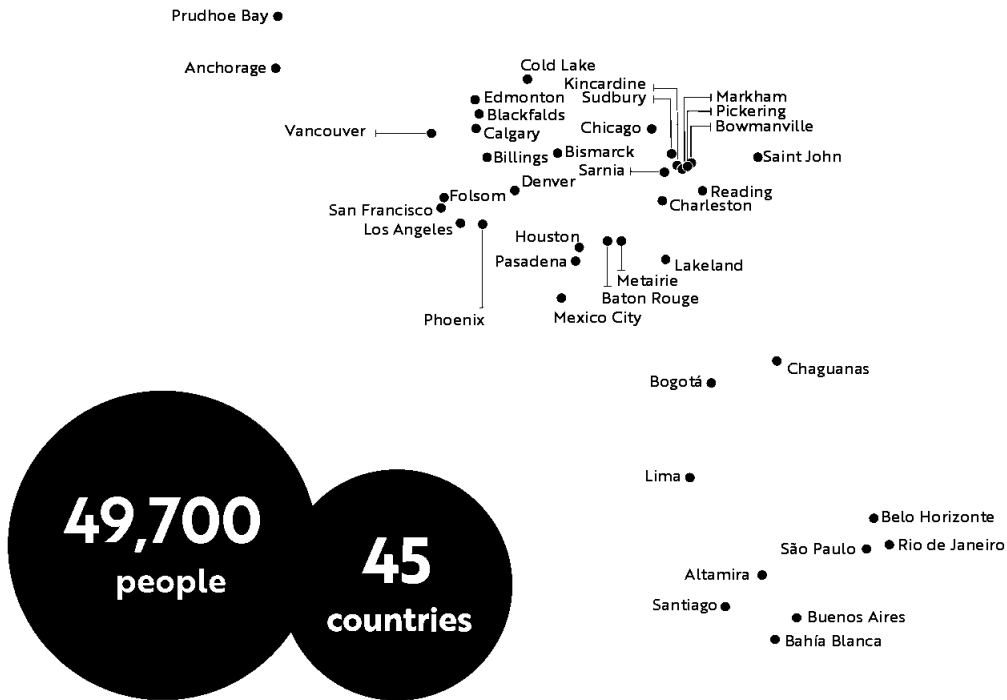 Prudhoe Bay
Anchorage
Cold Lake
Kincardine
Edmonton
Sudbury
Markham
Blackfalds
Pickering
Vancouver
Calgary
Chicago
Bowmanville
Billings
Bismarck
Saint John
Sarnia
Denver
Folsom
Reading
San Francisco
Charleston
Los Angeles
Houston
Pasadena
Lakeland
Metairie
Baton Rouge
Phoenix
Mexico City
Chaguanas
Bogotá
Lima
49,700
people
45
countries
Belo Horizonte
São Paulo
Rio de Janeiro
Altamira
Santiago
Buenos Aires
Bahía Blanca